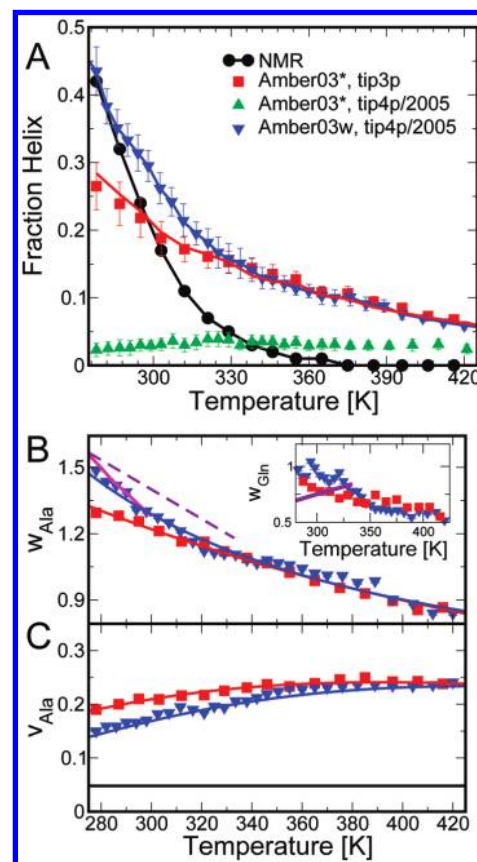 A
0.5
0.4
0.3
0.2
0.1
0
Fraction Helix
NMR
Amber03*, tip3p
Amber03*, tip4p/2005
Amber03w, tip4p/2005
300 330 360 390 420
Temperature [K]
B
1.5
1.2
0.9
w_Ala
1
0.5
w_Gln
300 350 400
Temperature [K]
C
0.3
0.2
0.1
0
v_Ala
280 300 320 340 360 380 400 420
Temperature [K]